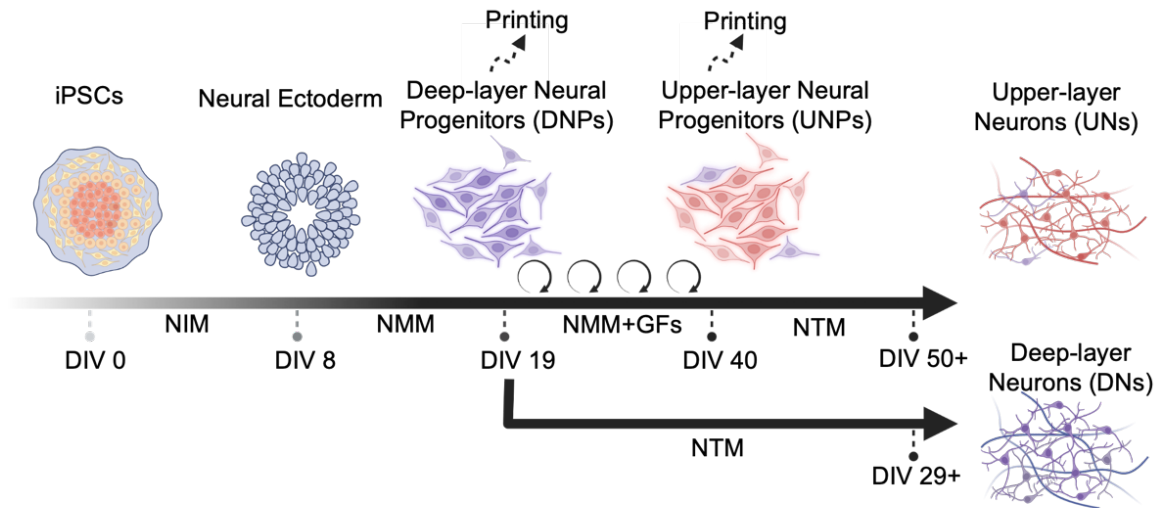 Printing
Printing
iPSCs
Neural Ectoderm
Deep-layer Neural
Progenitors (DNPs)
Upper-layer Neural
Progenitors (UNPs)
Upper-layer
Neurons (UNs)
NIM
NMM
NMM+GFs
NTM
DIV 0
DIV 8
DIV 19
DIV 40
DIV 50+
Deep-layer
Neurons (DNs)
NTM
DIV 29+